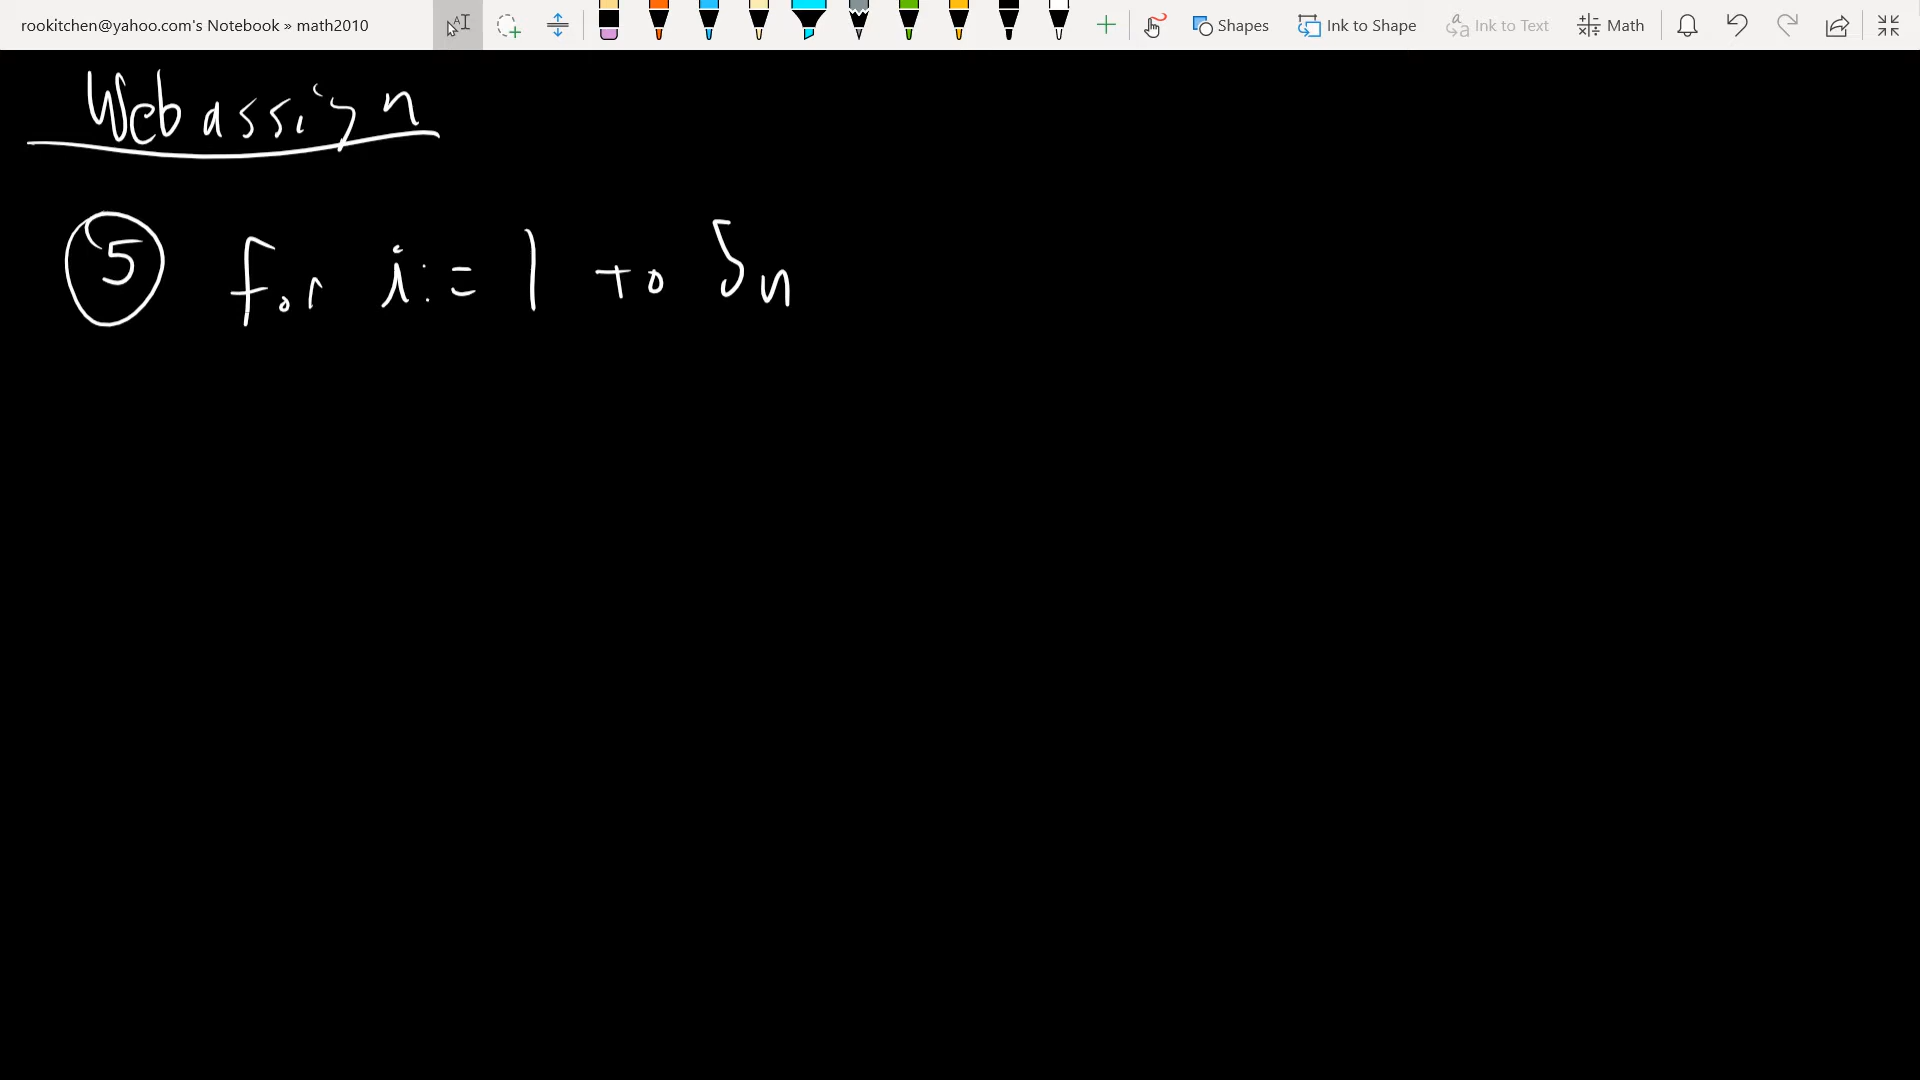 rookitchen@yahoo.com's Notebook » math2010
Shapes
Ink to Shape
Ink to Text
Math
Webassign
5 for i := 1 to 5n